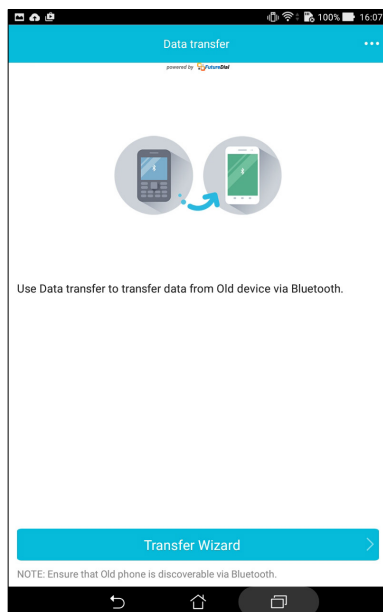 100% 16:07
Data transfer
powered by FutureDial
Use Data transfer to transfer data from Old device via Bluetooth.
Transfer Wizard
NOTE: Ensure that Old phone is discoverable via Bluetooth.